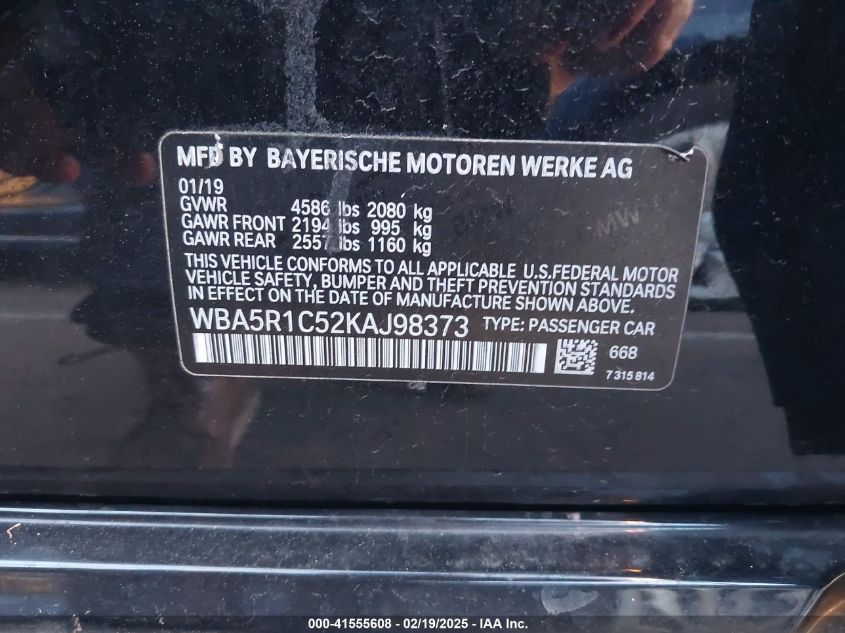 MFD BY BAYERISCHE MOTOREN WERKE AG
01/19
GVWR 4586 lbs 2080 kg
GAWR FRONT 2194 lbs 995 kg
GAWR REAR 2557 lbs 1160 kg
THIS VEHICLE CONFORMS TO ALL APPLICABLE U.S.FEDERAL MOTOR
VEHICLE SAFETY, BUMPER AND THEFT PREVENTION STANDARDS
IN EFFECT ON THE DATE OF MANUFACTURE SHOWN ABOVE.
WBA5R1C52KAJ98373 TYPE: PASSENGER CAR
668
7315814
000-41555608 - 02/19/2025 - IAA Inc.